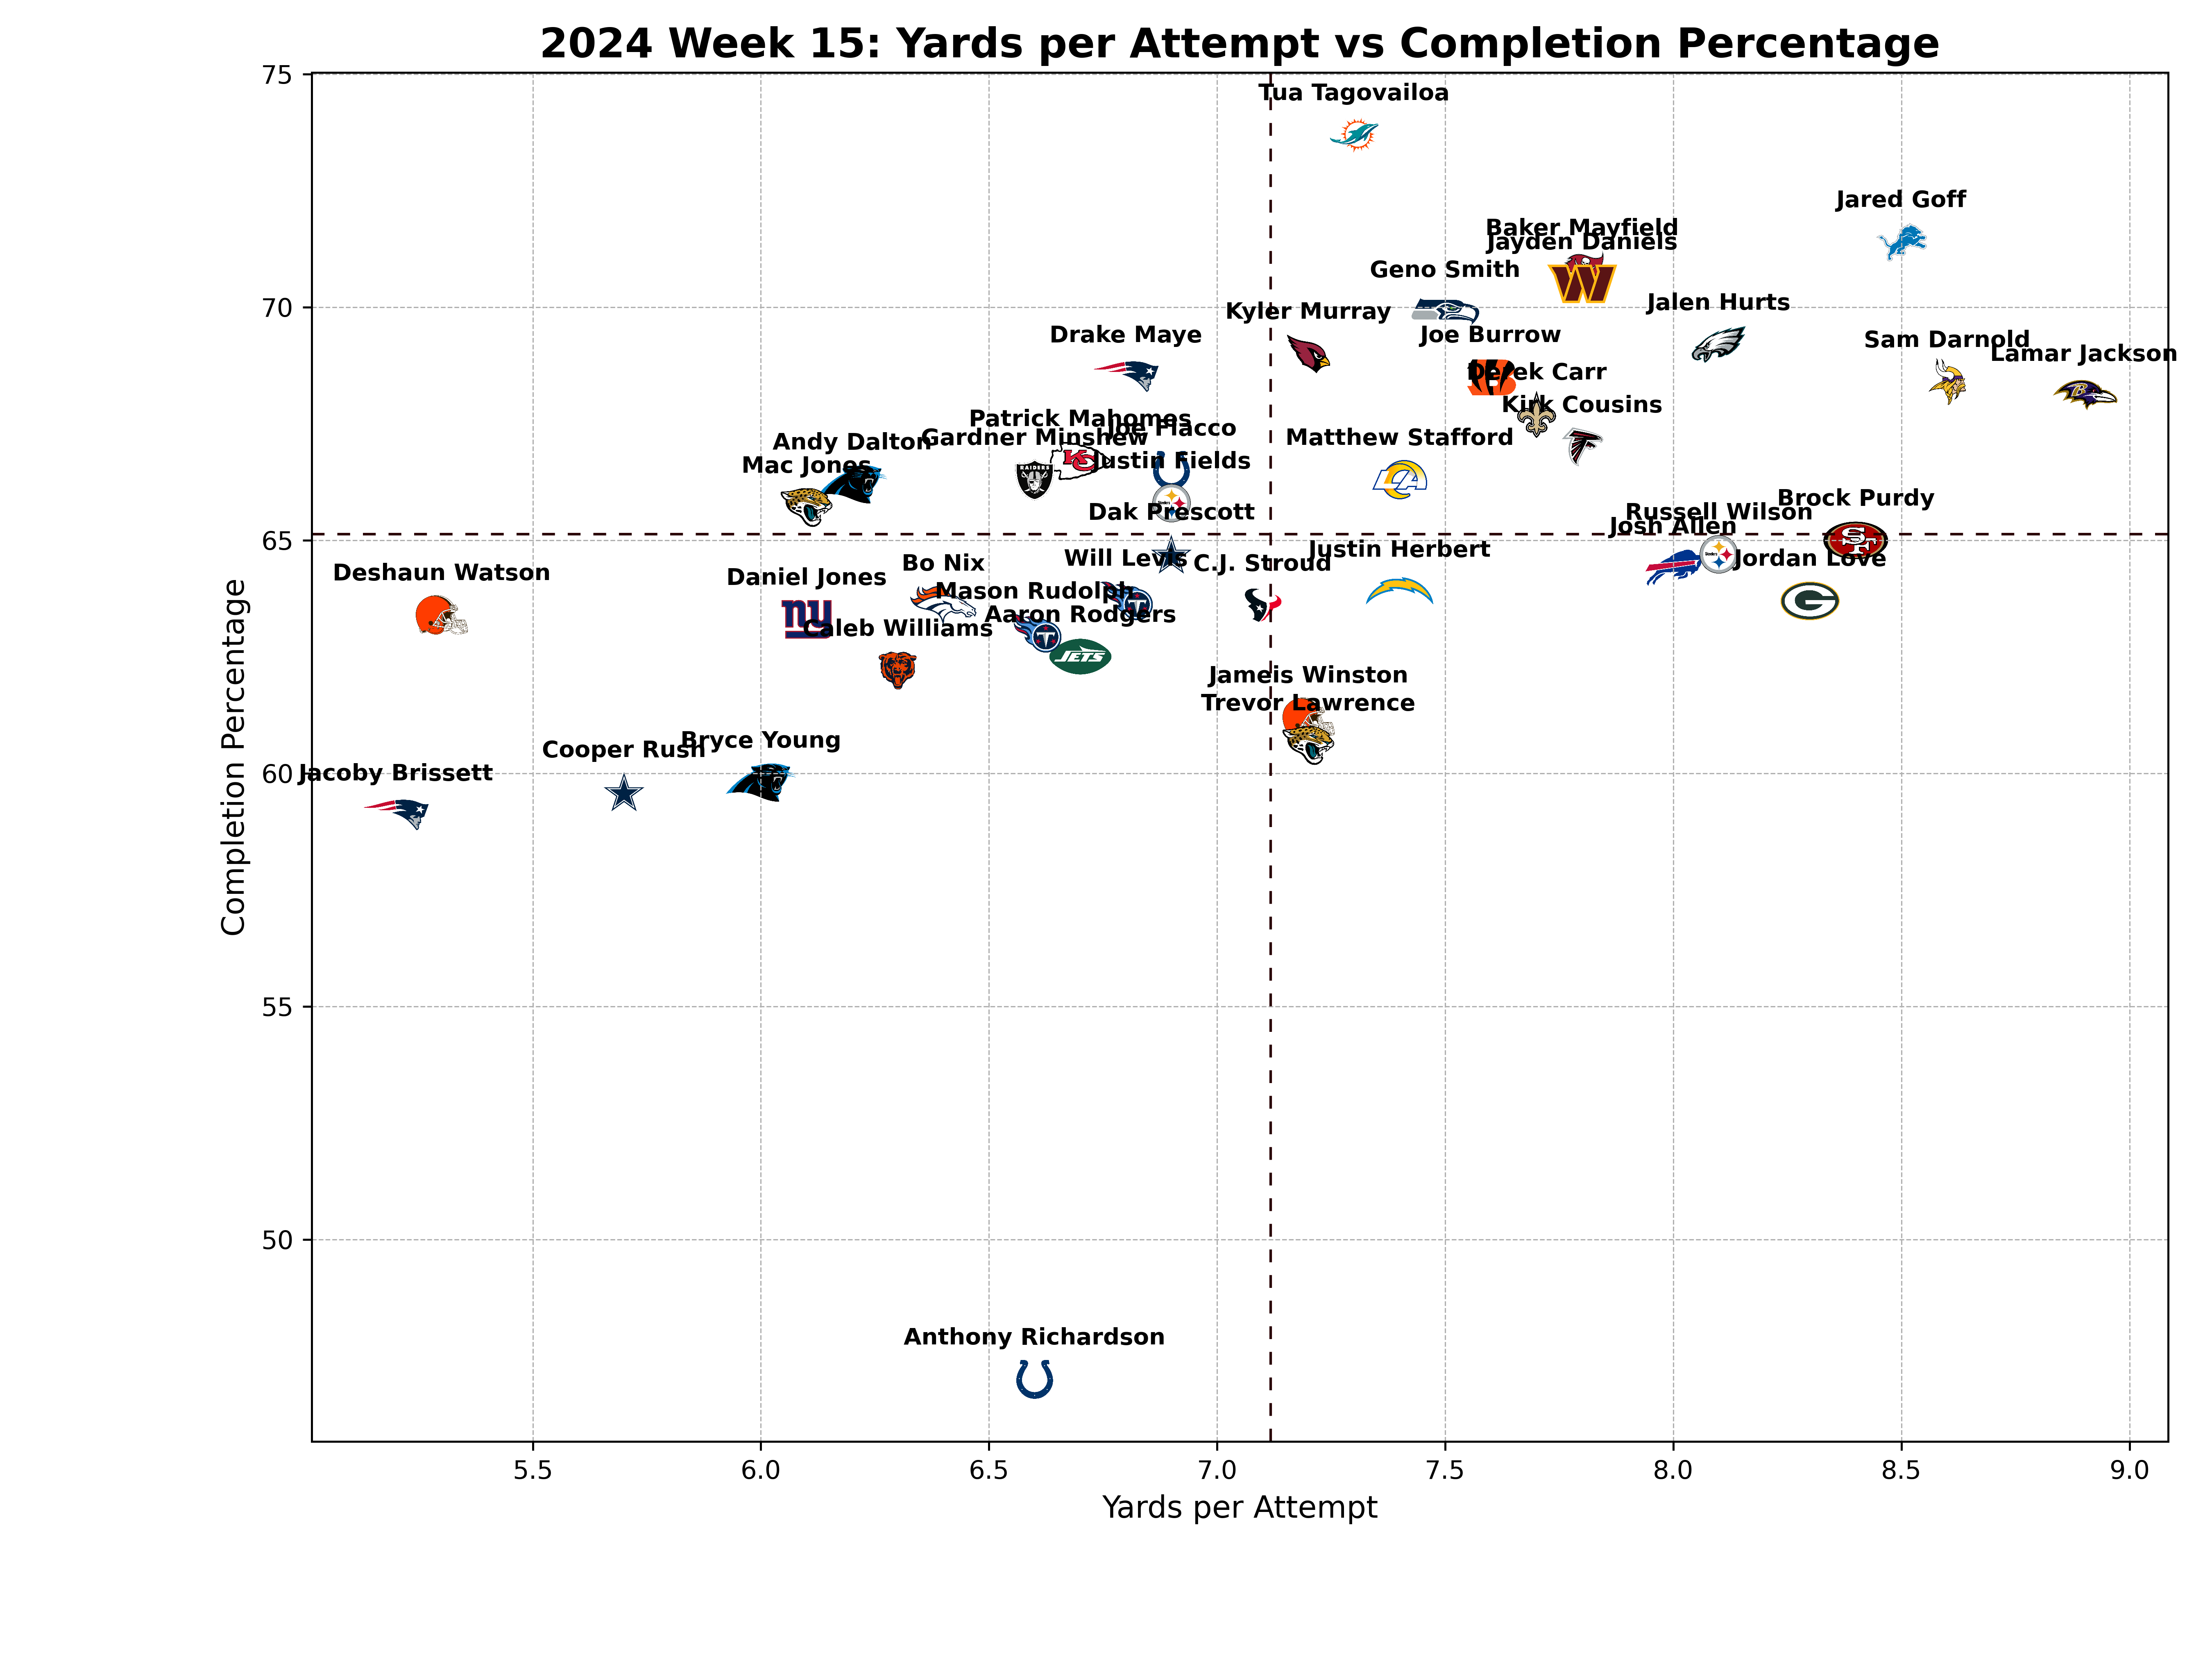 2024 Week 15: Yards per Attempt vs Completion Percentage
75
Tua Tagovailoa
Jared Goff
Baker Mayfield
Jayden Daniels
Geno Smith
70
Jalen Hurts
Kyler Murray
Drake Maye
Joe Burrow
Sam Darnold
Lamar Jackson
Derek Carr
Kirk Cousins
Patrick Mahomes
Joe Flacco
Andy Dalton
Gardner Minshew
Matthew Stafford
Mac Jones
Justin Fields
RAIDERS
KC
LA
Brock Purdy
Dak Prescott
Russell Wilson
Josh Allen
65
SF
Will Levis
C.J. Stroud
Justin Herbert
Jordan Love
Bo Nix
Deshaun Watson
Daniel Jones
Mason Rudolph
ny
G
Aaron Rodgers
Caleb Williams
JETS
Jameis Winston
Trevor Lawrence
Cooper Rush
Bryce Young
60
Jacoby Brissett
55
50
Anthony Richardson
5.5 6.0 6.5 7.0 7.5 8.0 8.5 9.0
Yards per Attempt
Completion Percentage